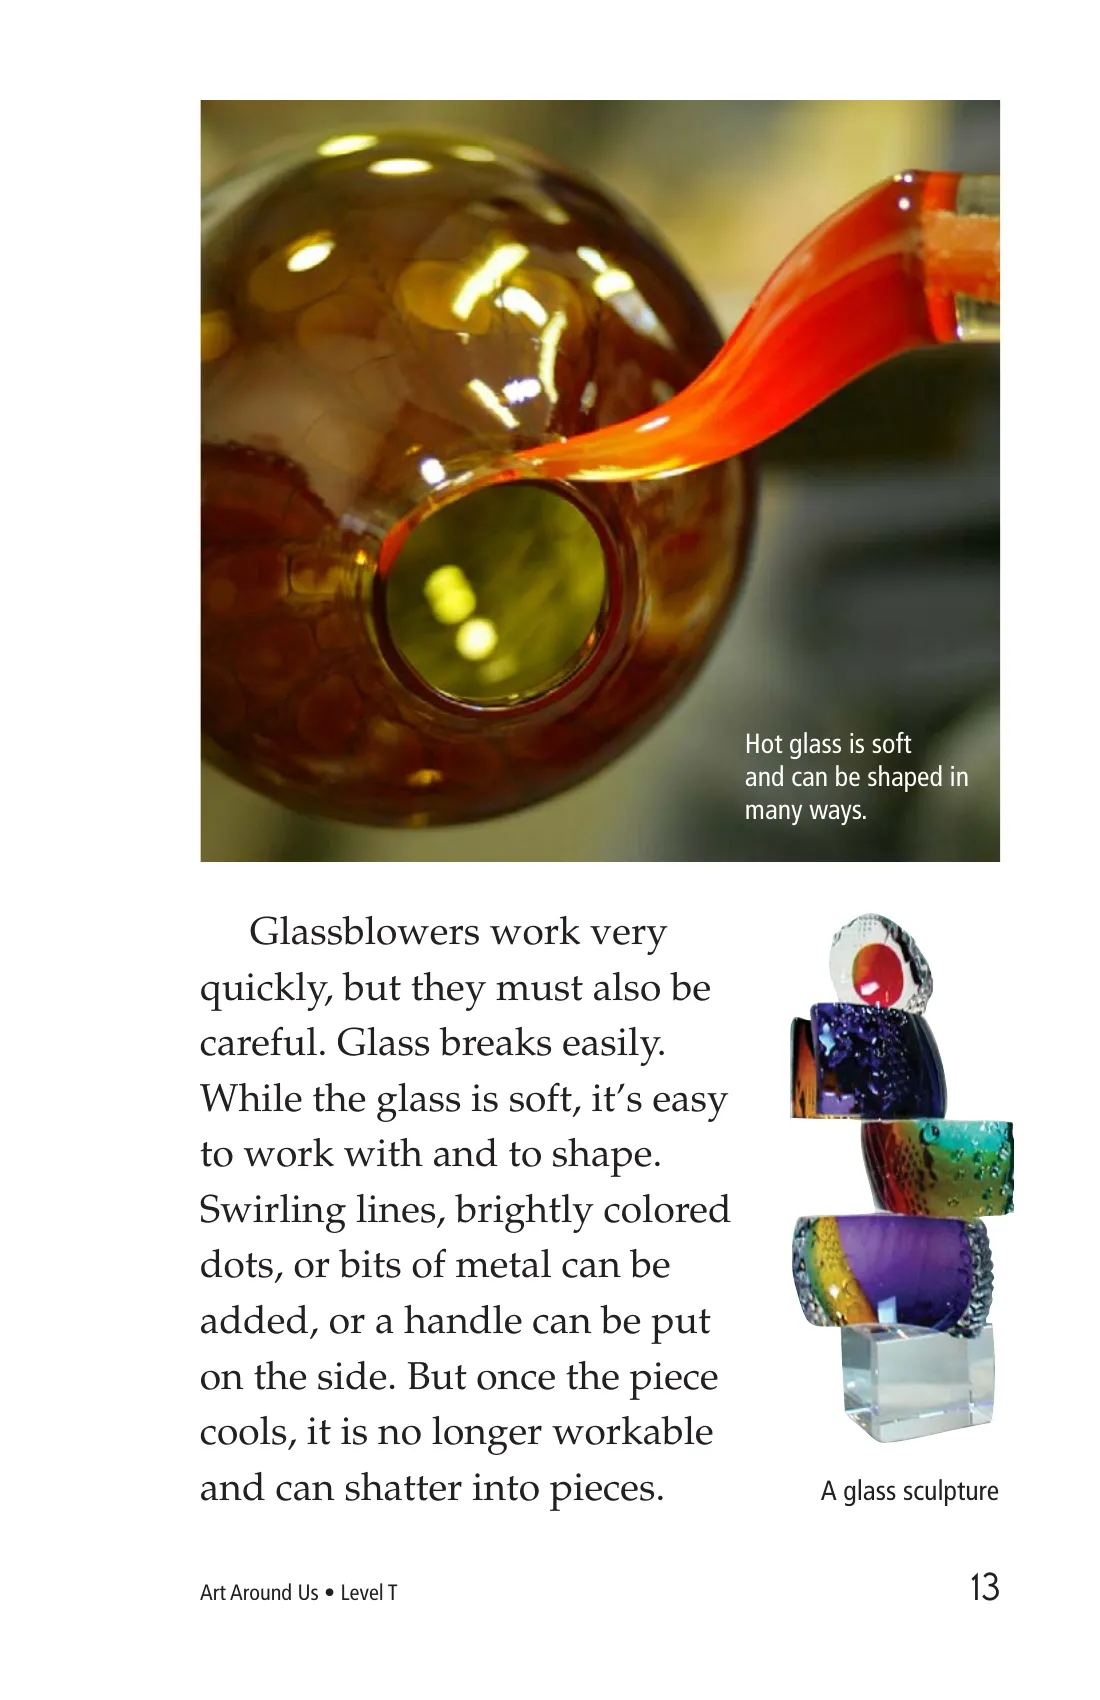 Hot glass is soft
and can be shaped in
many ways.
Glassblowers work very
quickly, but they must also be
careful. Glass breaks easily.
While the glass is soft, it’s easy
to work with and to shape.
Swirling lines, brightly colored
dots, or bits of metal can be
added, or a handle can be put
on the side. But once the piece
cools, it is no longer workable
and can shatter into pieces.
A glass sculpture
Art Around Us • Level T
13